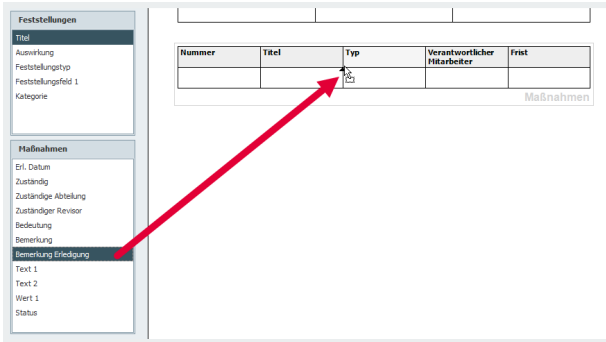 Feststellungen
Titel
Auswirkung
Feststellungstyp
Feststellungsfeld 1
Kategorie
Maßnahmen
Erl. Datum
Zuständig
Zuständige Abteilung
Zuständiger Revisor
Bedeutung
Bemerkung
Bemerkung Erledigung
Text 1
Text 2
Wert 1
Status
Nummer Titel Typ Verantwortlicher Frist
Mitarbeiter
Maßnahmen